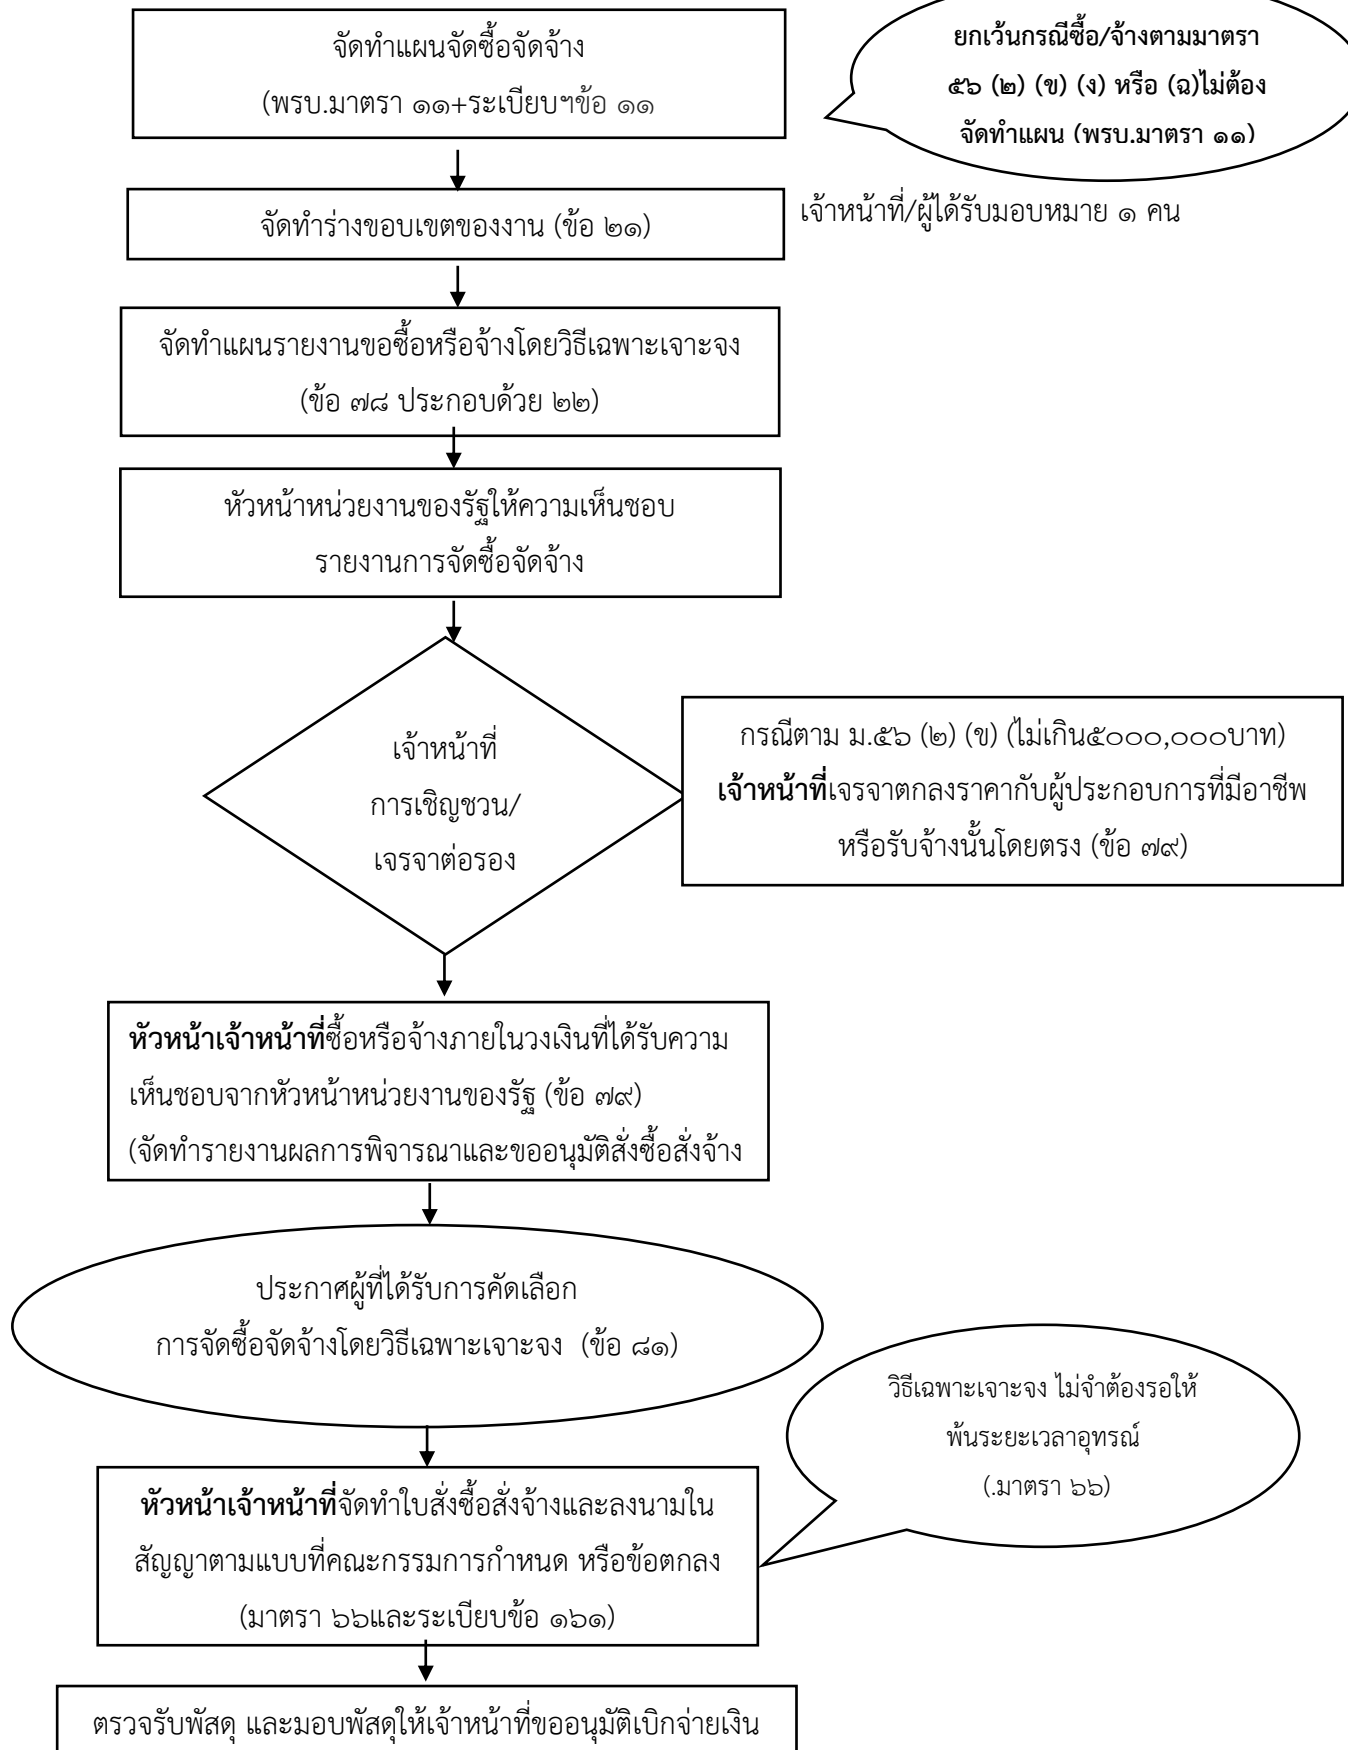 จัดทำแผนจัดซื้อจัดจ้าง
(พรบ.มาตรา ๑๑+ระเบียบฯข้อ ๑๑
ยกเว้นกรณีซื้อ/จ้างตามมาตรา
๕๖ (๒) (ข) (ง) หรือ (ฉ)ไม่ต้อง
จัดทำแผน (พรบ.มาตรา ๑๑)
จัดทำร่างขอบเขตของงาน (ข้อ ๒๑)
เจ้าหน้าที่/ผู้ได้รับมอบหมาย ๑ คน
จัดทำแผนรายงานขอซื้อหรือจ้างโดยวิธีเฉพาะเจาะจง
(ข้อ ๗๘ ประกอบด้วย ๒๒)
หัวหน้าหน่วยงานของรัฐให้ความเห็นชอบ
รายงานการจัดซื้อจัดจ้าง
เจ้าหน้าที่
การเชิญชวน/
เจรจาต่อรอง
กรณีตาม ม.๕๖ (๒) (ข) (ไม่เกิน๕๐๐๐,๐๐๐บาท)
เจ้าหน้าที่เจรจาตกลงราคากับผู้ประกอบการที่มีอาชีพ
หรือรับจ้างนั้นโดยตรง (ข้อ ๗๙)
หัวหน้าเจ้าหน้าที่ซื้อหรือจ้างภายในวงเงินที่ได้รับความ
เห็นชอบจากหัวหน้าหน่วยงานของรัฐ (ข้อ ๗๙)
(จัดทำรายงานผลการพิจารณาและขออนุมัติสั่งซื้อสั่งจ้าง
ประกาศผู้ที่ได้รับการคัดเลือก
การจัดซื้อจัดจ้างโดยวิธีเฉพาะเจาะจง (ข้อ ๘๑)
วิธีเฉพาะเจาะจง ไม่จำต้องรอให้
พ้นระยะเวลาอุทรณ์
(.มาตรา ๖๖)
หัวหน้าเจ้าหน้าที่จัดทำใบสั่งซื้อสั่งจ้างและลงนามใน
สัญญาตามแบบที่คณะกรรมการกำหนด หรือข้อตกลง
(มาตรา ๖๖และระเบียบข้อ ๑๖๑)
ตรวจรับพัสดุ และมอบพัสดุให้เจ้าหน้าที่ขออนุมัติเบิกจ่ายเงิน